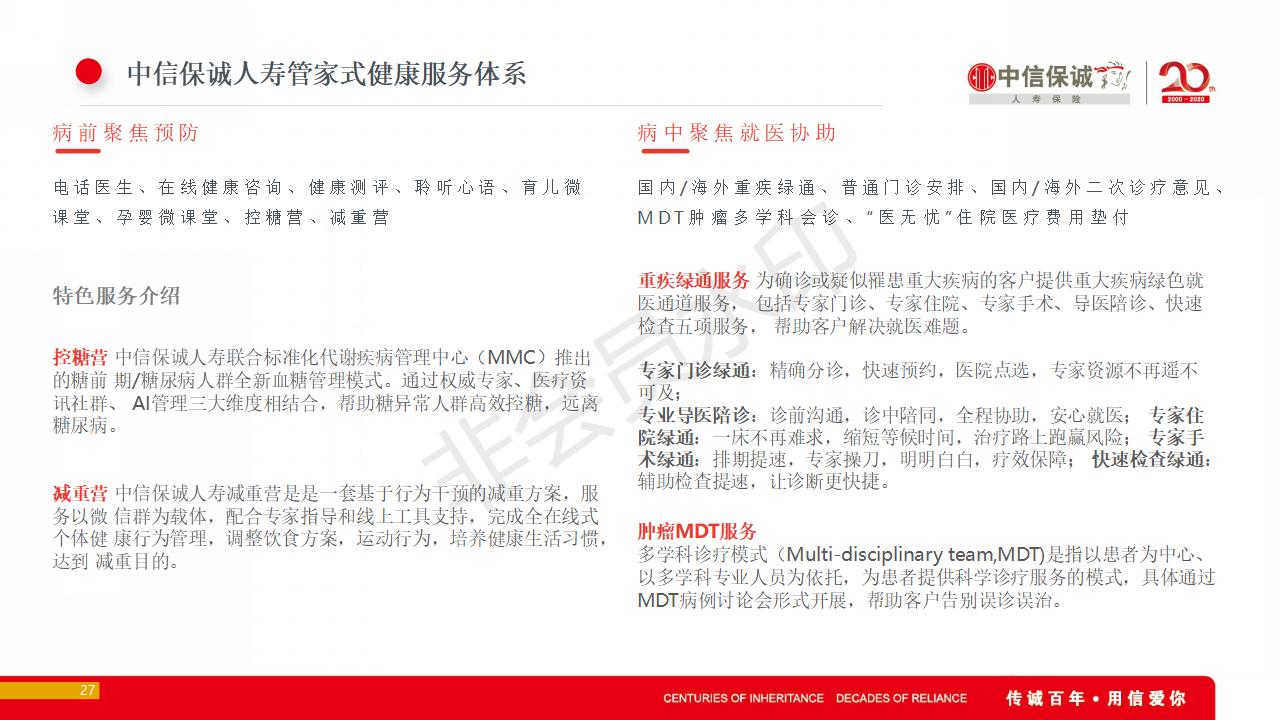 中信保诚人寿管家式健康服务体系
中信保诚
人寿保险
20th
2000-2020
病前聚焦预防
电话医生、在线健康咨询、健康测评、聆听心语、育儿微
课堂、孕婴微课堂、控糖营、减重营
特色服务介绍
控糖营 中信保诚人寿联合标准化代谢疾病管理中心（MMC）推出
的糖前 期/糖尿病人群全新血糖管理模式。通过权威专家、医疗资
讯社群、 AI管理三大维度相结合，帮助糖异常人群高效控糖，远离
糖尿病。
减重营 中信保诚人寿减重营是是一套基于行为干预的减重方案，服
务以微 信群为载体，配合专家指导和线上工具支持，完成全在线式
个体健 康行为管理，调整饮食方案，运动行为，培养健康生活习惯，
达到 减重目的。
病中聚焦就医协助
国内/海外重疾绿通、普通门诊安排、国内/海外二次诊疗意见、
MDT肿瘤多学科会诊、“医无忧”住院医疗费用垫付
重疾绿通服务 为确诊或疑似罹患重大疾病的客户提供重大疾病绿色就
医通道服务， 包括专家门诊、专家住院、专家手术、导医陪诊、快速
检查五项服务， 帮助客户解决就医难题。
专家门诊绿通：精确分诊，快速预约，医院点选，专家资源不再遥不
可及；
专业导医陪诊：诊前沟通，诊中陪同，全程协助，安心就医； 专家住
院绿通：一床不再难求，缩短等候时间，治疗路上跑赢风险； 专家手
术绿通：排期提速，专家操刀，明明白白，疗效保障； 快速检查绿通：
辅助检查提速，让诊断更快捷。
肿瘤MDT服务
多学科诊疗模式（Multi-disciplinary team,MDT)是指以患者为中心、
以多学科专业人员为依托，为患者提供科学诊疗服务的模式，具体通过
MDT病例讨论会形式开展，帮助客户告别误诊误治。
非会员水印
27
CENTURIES OF INHERITANCE DECADES OF RELIANCE
传诚百年·用信爱你